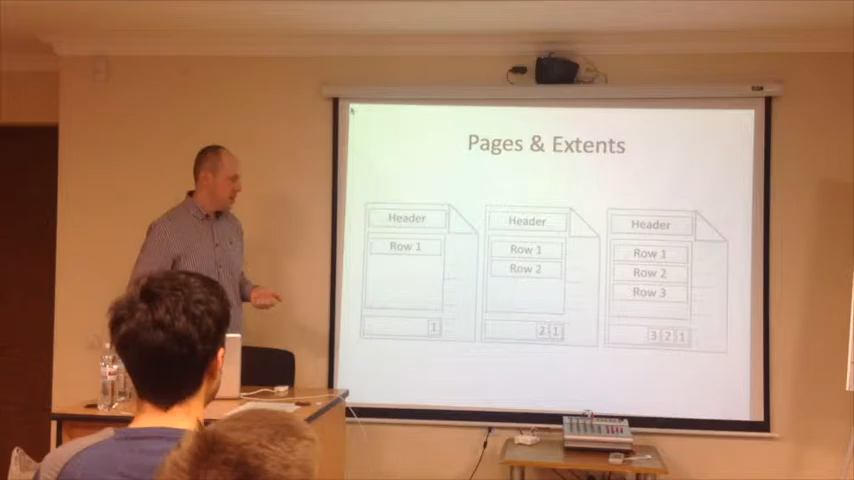 Pages & Extents
Header
Row 1
1
Header
Row 1
Row 2
2 1
Header
Row 1
Row 2
Row 3
3 2 1